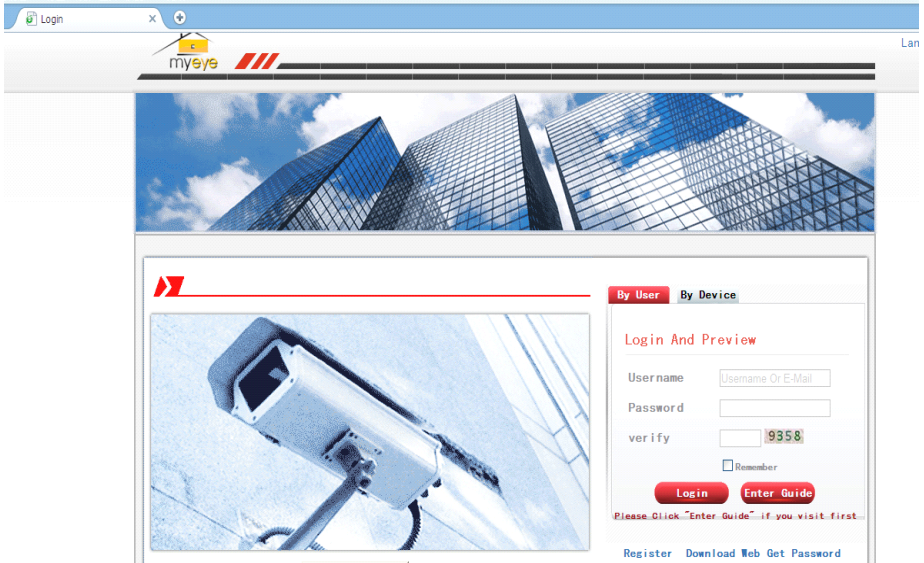 Login
Lan
myeye
By User By Device
Login And Preview
Username Username Or E-Mail
Password
verify 9358
Remember
Login Enter Guide
Please Click "Enter Guide" if you visit first
Register Download Web Get Password